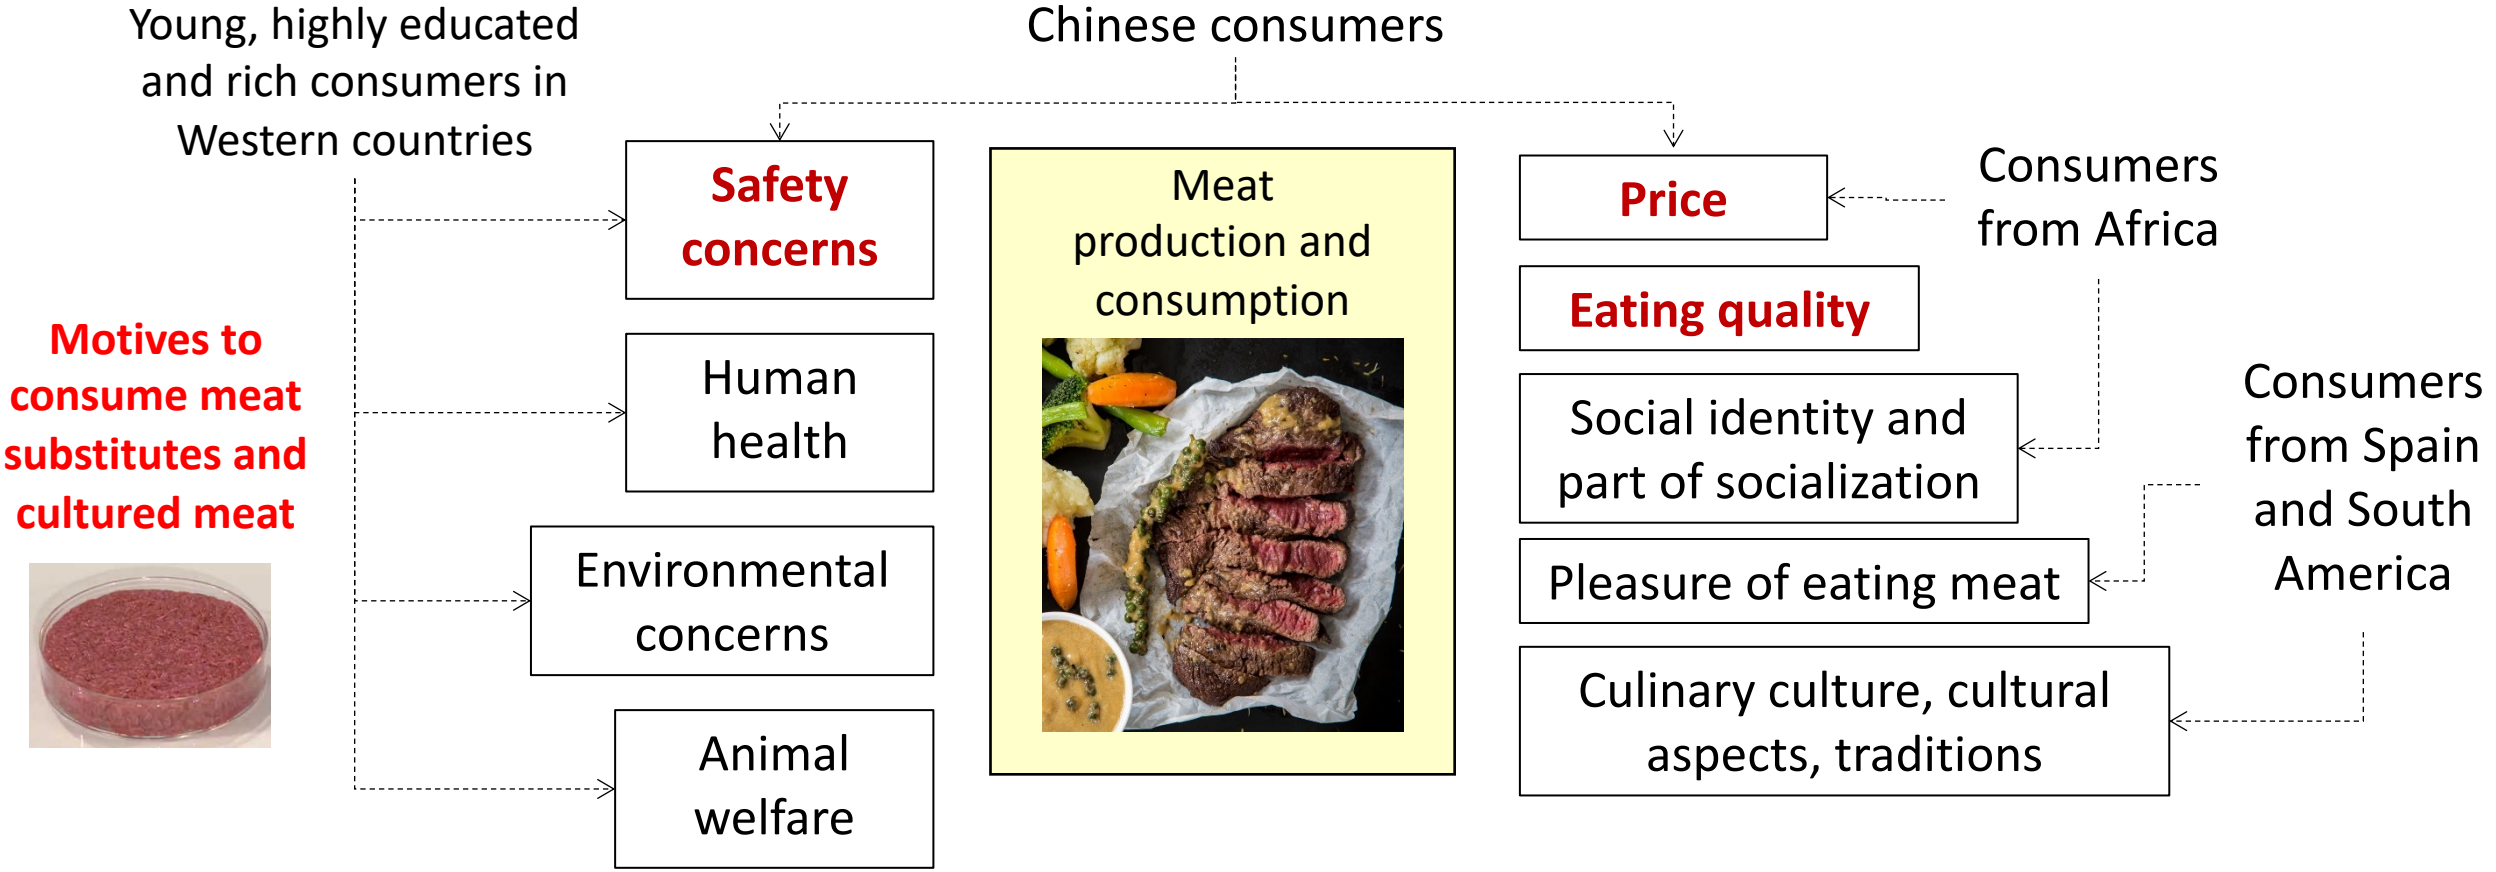 Young, highly educated
and rich consumers in
Western countries
Chinese consumers
Safety
concerns
Human
health
Environmental
concerns
Animal
welfare
Motives to
consume meat
substitutes and
cultured meat
Meat
production and
consumption
Price
Eating quality
Social identity and
part of socialization
Pleasure of eating meat
Culinary culture, cultural
aspects, traditions
Consumers
from Africa
Consumers
from Spain
and South
America